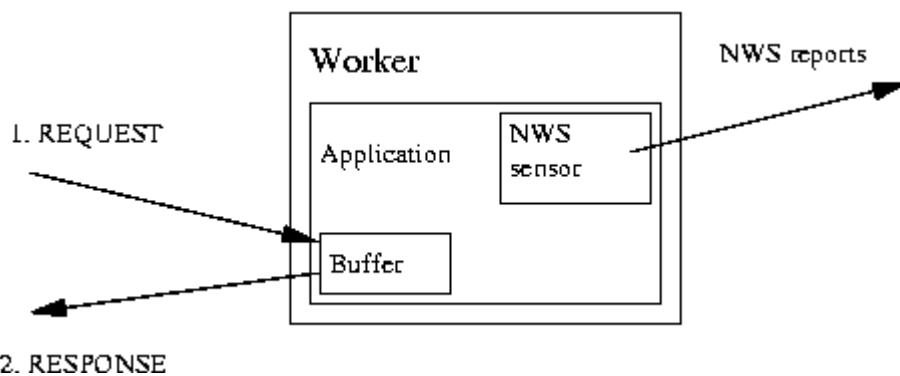 Worker
NWS reports
1. REQUEST
Application
NWS
sensor
Buffer
2. RESPONSE